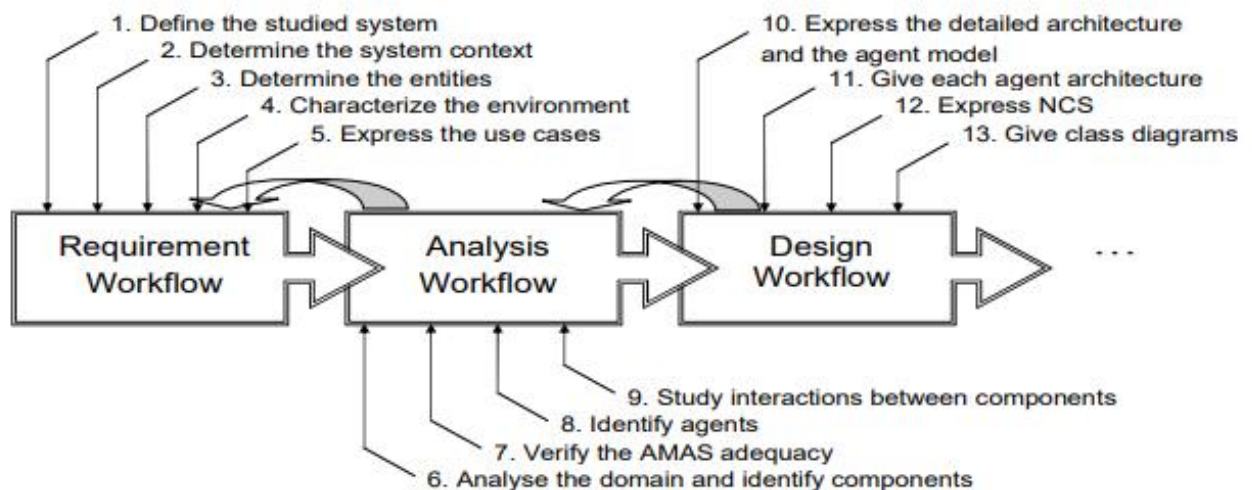 1. Define the studied system
2. Determine the system context
3. Determine the entities
4. Characterize the environment
5. Express the use cases
10. Express the detailed architecture
and the agent model
11. Give each agent architecture
12. Express NCS
13. Give class diagrams
Requirement
Workflow
Analysis
Workflow
Design
Workflow
...
9. Study interactions between components
8. Identify agents
7. Verify the AMAS adequacy
6. Analyse the domain and identify components